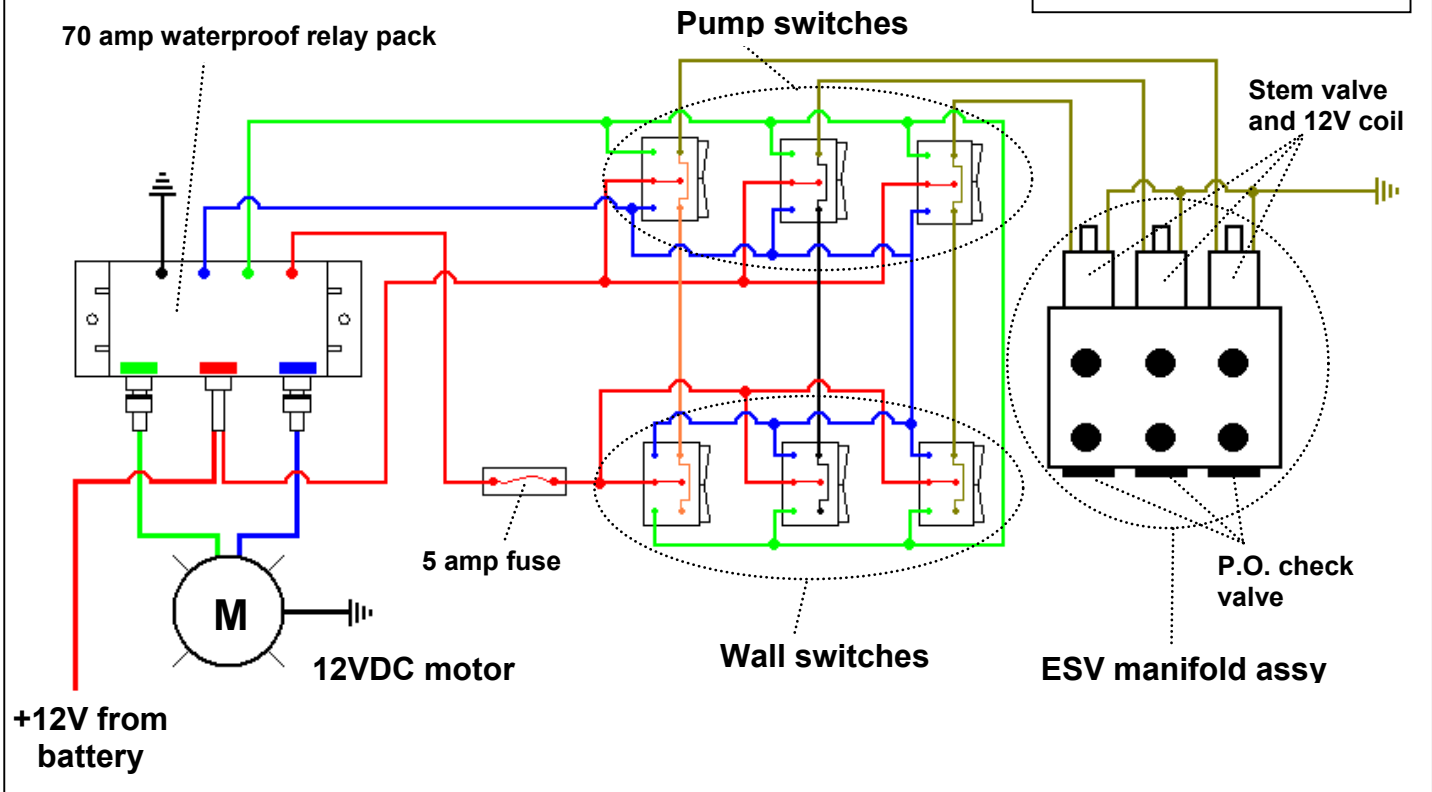 70 amp waterproof relay pack
Pump switches
Stem valve
and 12V coil
5 amp fuse
P.O. check
valve
M
12VDC motor
Wall switches
ESV manifold assy
+12V from
battery